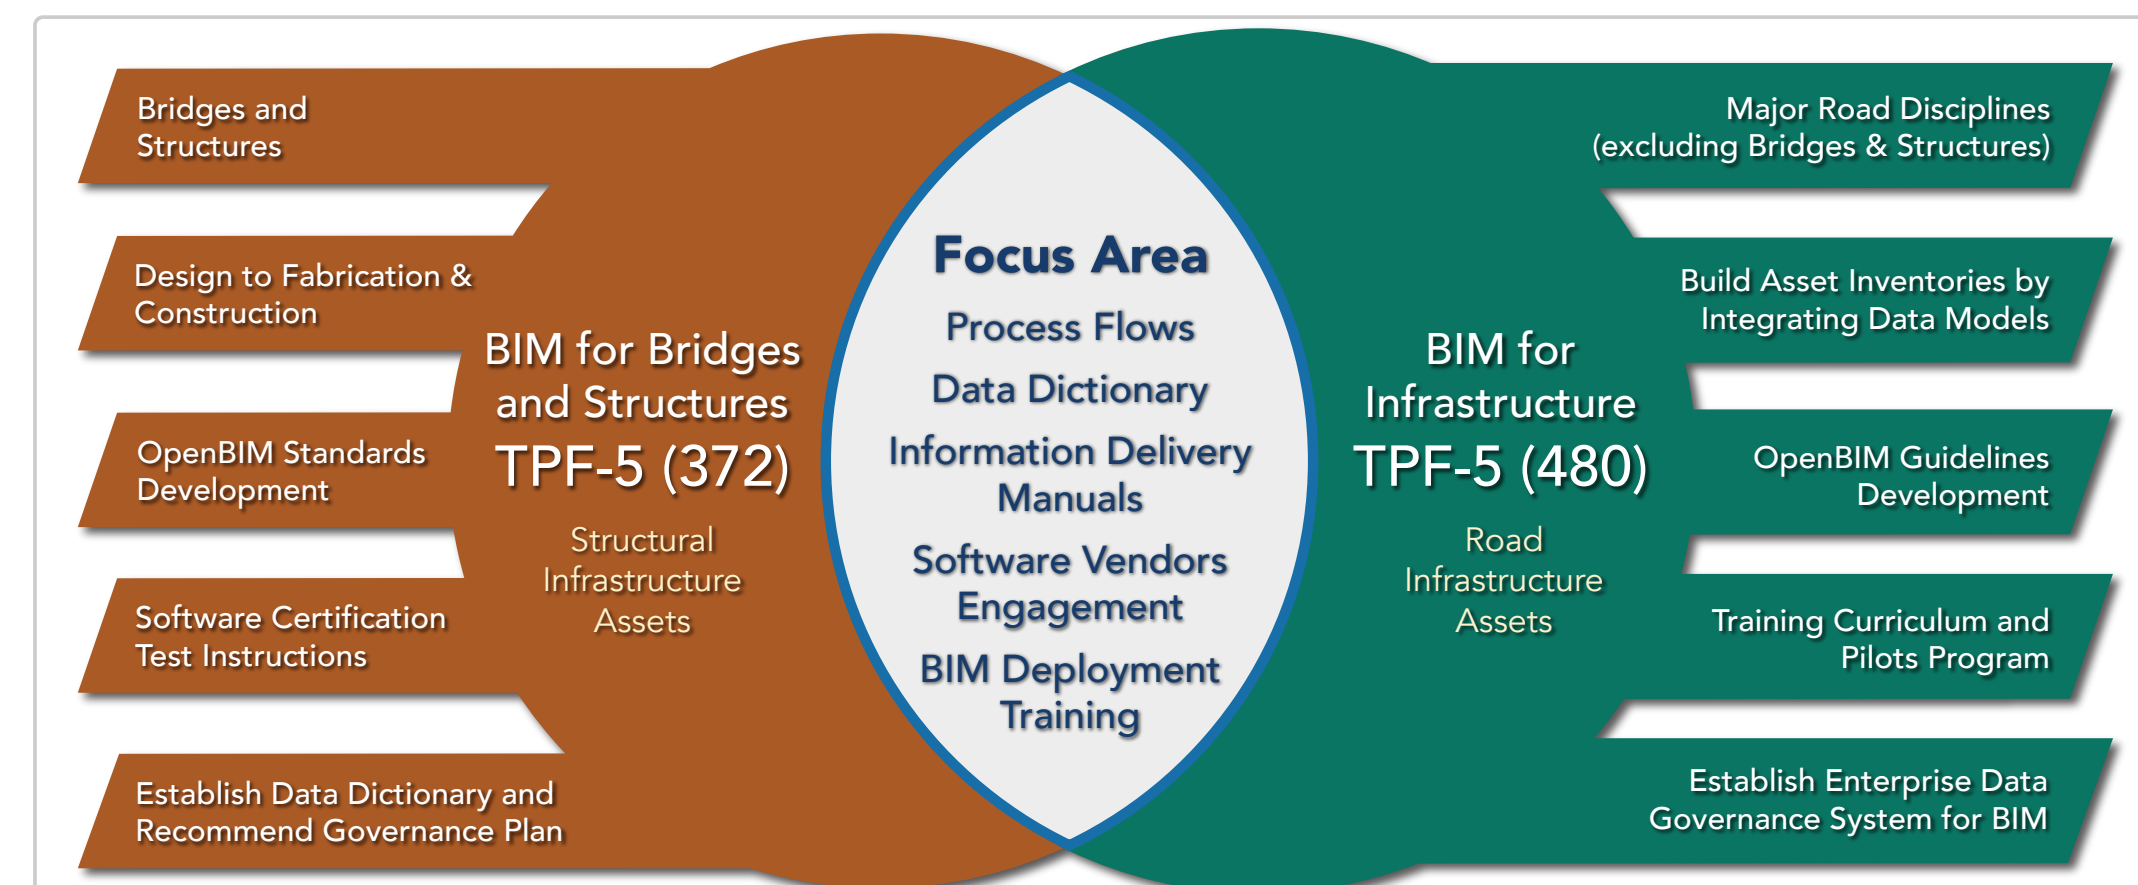 Bridges and
Structures
Design to Fabrication &
Construction
OpenBIM Standards
Development
Software Certification
Test Instructions
Establish Data Dictionary and
Recommend Governance Plan
BIM for Bridges
and Structures
TPF-5 (372)
Structural
Infrastructure
Assets
Focus Area
Process Flows
Data Dictionary
Information Delivery
Manuals
Software Vendors
Engagement
BIM Deployment
Training
BIM for
Infrastructure
TPF-5 (480)
Road
Infrastructure
Assets
Major Road Disciplines
(excluding Bridges & Structures)
Build Asset Inventories by
Integrating Data Models
OpenBIM Guidelines
Development
Training Curriculum and
Pilots Program
Establish Enterprise Data
Governance System for BIM